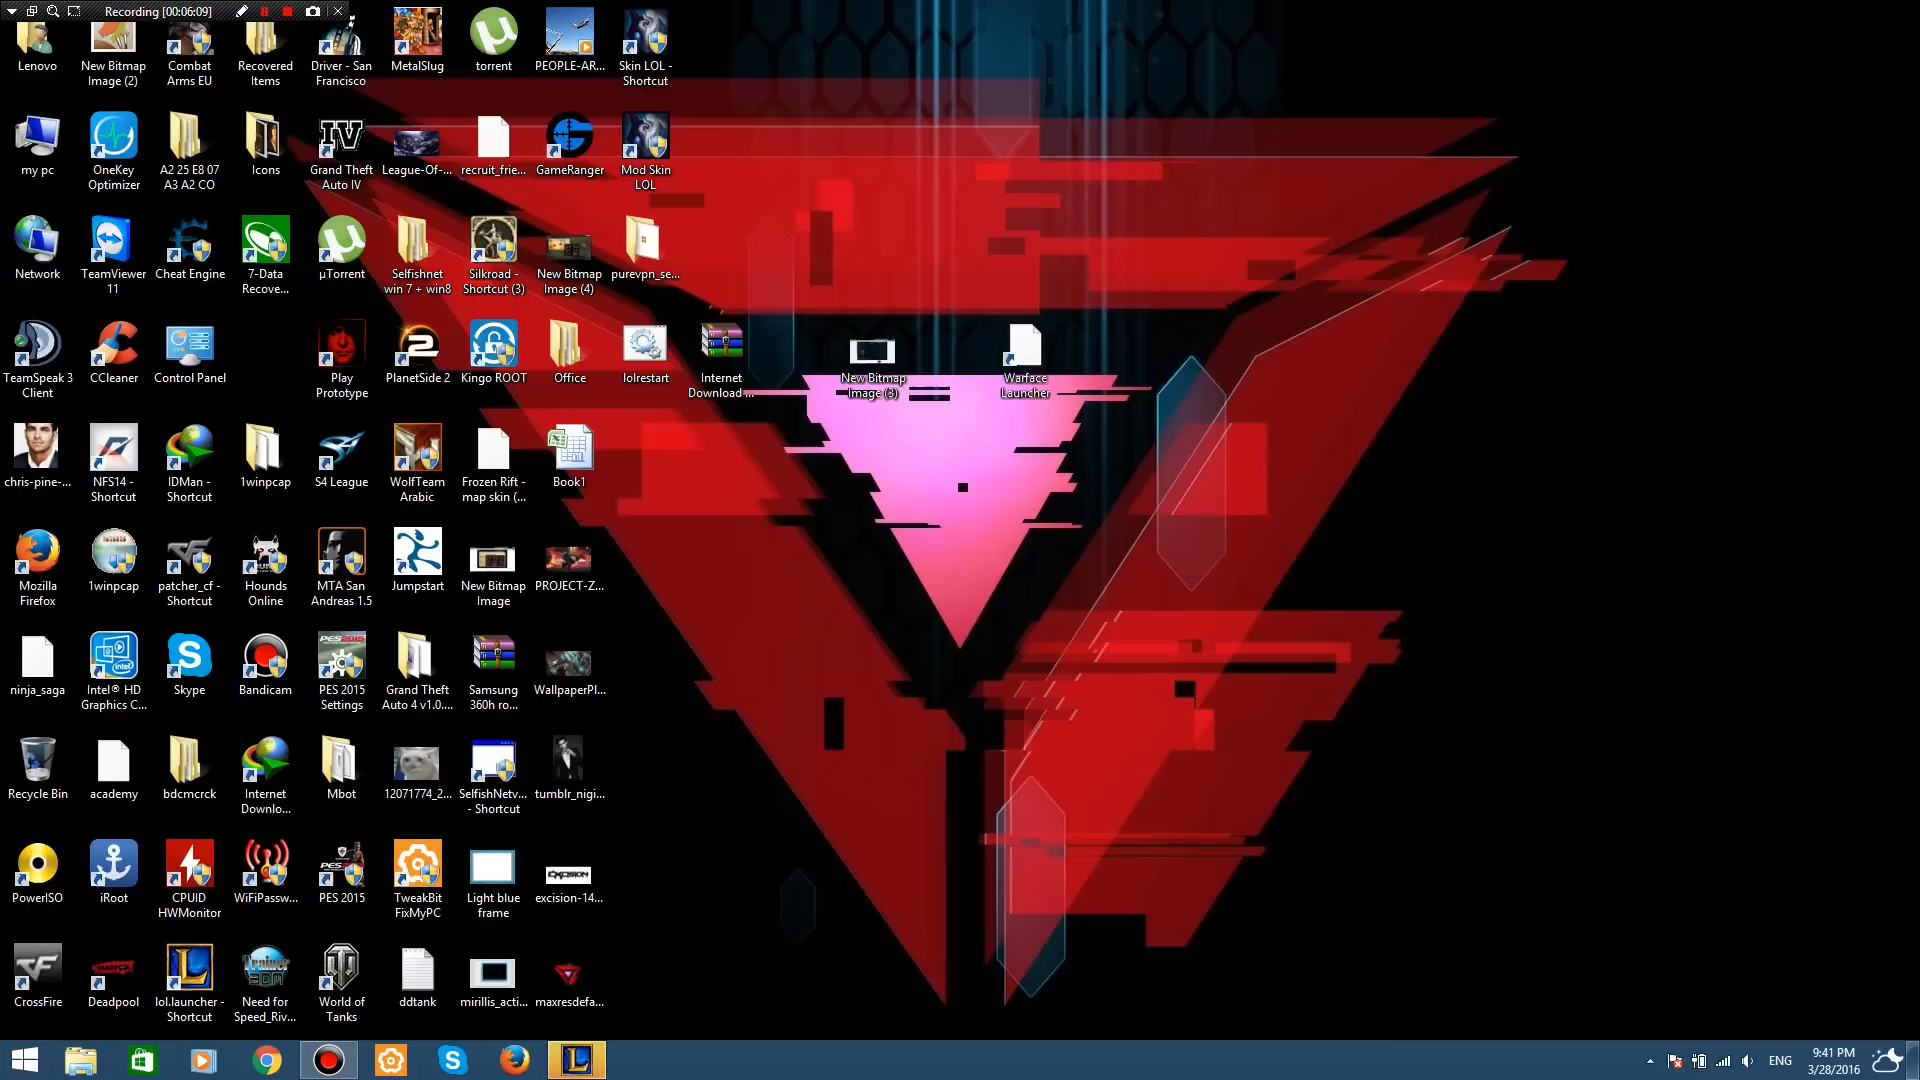 Recording [00:06:09]
Lenovo
New Bitmap
Image (2)
Combat
Arms EU
Recovered
Items
Driver - San
Francisco
MetalSlug
torrent
PEOPLE-AR...
Skin LOL -
Shortcut
my pc
OneKey
Optimizer
A2 25 E8 07
A3 A2 CO
Icons
IV
Grand Theft
Auto IV
League-Of-...
recruit_frie...
GameRanger
Mod Skin
LOL
Network
TeamViewer
11
Cheat Engine
7-Data
Recove...
µTorrent
Selfishnet
win 7 + win8
Silkroad -
Shortcut (3)
New Bitmap
Image (4)
purevpn_se...
TeamSpeak 3
Client
CCleaner
Control Panel
Play
Prototype
2
PlanetSide 2
Kingo ROOT
Office
lolrestart
Internet
Download ...
New Bitmap
Image (3)
Warface
Launcher
chris-pine-...
NFS14 -
Shortcut
IDMan -
Shortcut
1winpcap
S4 League
WolfTeam
Arabic
Frozen Rift -
map skin (...
Book1
Mozilla
Firefox
1winpcap
patcher_cf -
Shortcut
Hounds
Online
MTA San
Andreas 1.5
Jumpstart
New Bitmap
Image
PROJECT-Z...
ninja_saga
Intel® HD
Graphics C...
Skype
Bandicam
PES 2015
PES 2015
Settings
Grand Theft
Auto 4 v1.0....
Samsung
360h ro...
WallpaperPl...
Recycle Bin
academy
bdcmcrck
Internet
Downlo...
Mbot
12071774_2...
SelfishNetv...
- Shortcut
tumblr_nigi...
PowerISO
iRoot
CPUID
HWMonitor
WiFiPassw...
PES 2015
TweakBit
FixMyPC
Light blue
frame
EXCISION
excision-14...
CrossFire
Deadpool
lol.launcher -
Shortcut
Trainer
Need for
Speed_Riv...
World of
Tanks
ddtank
mirillis_acti...
maxresdefa...
ENG
9:41 PM
3/28/2016